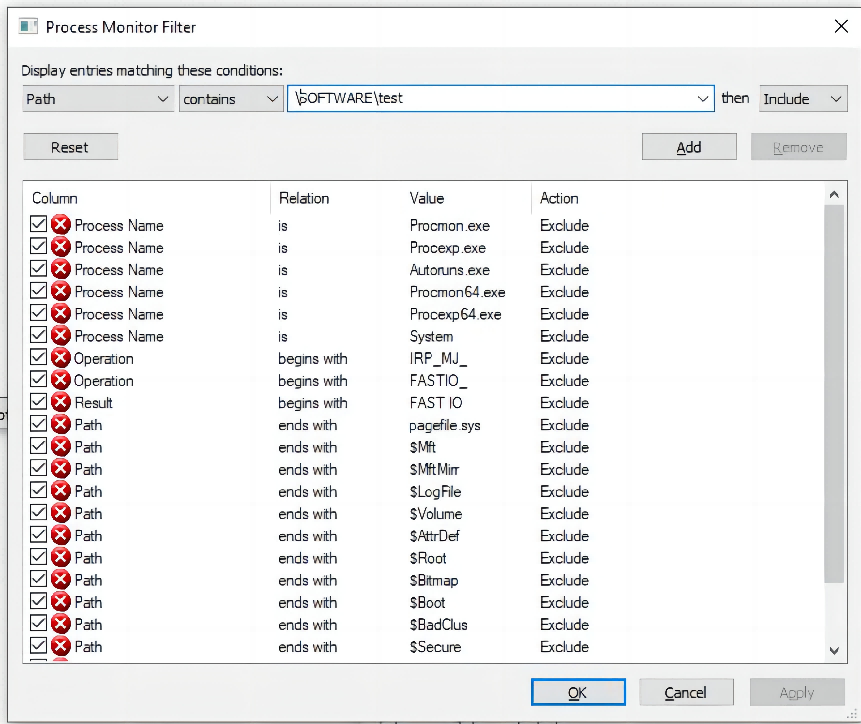 Process Monitor Filter
Display entries matching these conditions:
Path contains \SOFTWARE\test then Include
Reset Add Remove
Column Relation Value Action
Process Name is Procmon.exe Exclude
Process Name is Procexp.exe Exclude
Process Name is Autoruns.exe Exclude
Process Name is Procmon64.exe Exclude
Process Name is Procexp64.exe Exclude
Process Name is System Exclude
Operation begins with IRP_MJ_ Exclude
Operation begins with FASTIO_ Exclude
Result begins with FAST IO Exclude
Path ends with pagefile.sys Exclude
Path ends with $Mft Exclude
Path ends with $MftMirr Exclude
Path ends with $LogFile Exclude
Path ends with $Volume Exclude
Path ends with $AttrDef Exclude
Path ends with $Root Exclude
Path ends with $Bitmap Exclude
Path ends with $Boot Exclude
Path ends with $BadClus Exclude
Path ends with $Secure Exclude
OK Cancel Apply